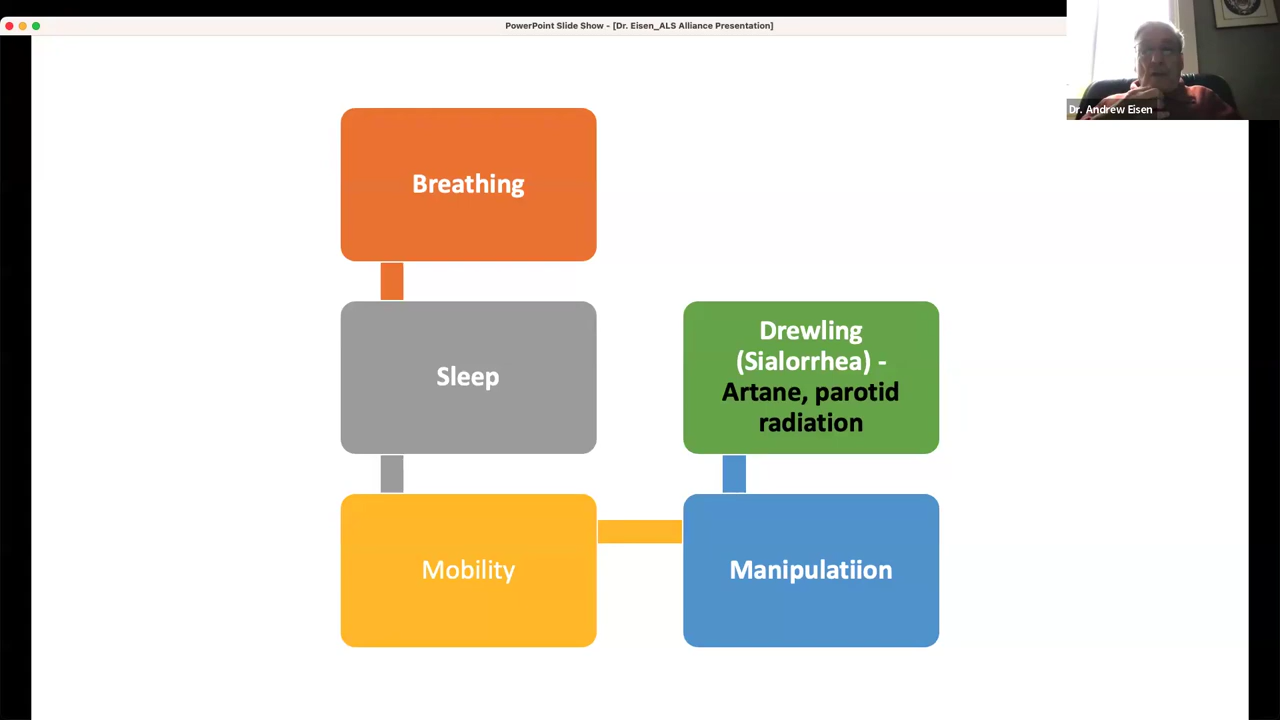 PowerPoint Slide Show - [Dr. Eisen_ALS Alliance Presentation]
Dr. Andrew Eisen
Breathing
Sleep
Mobility
Manipulatiion
Drewling
(Sialorrhea) -
Artane, parotid
radiation